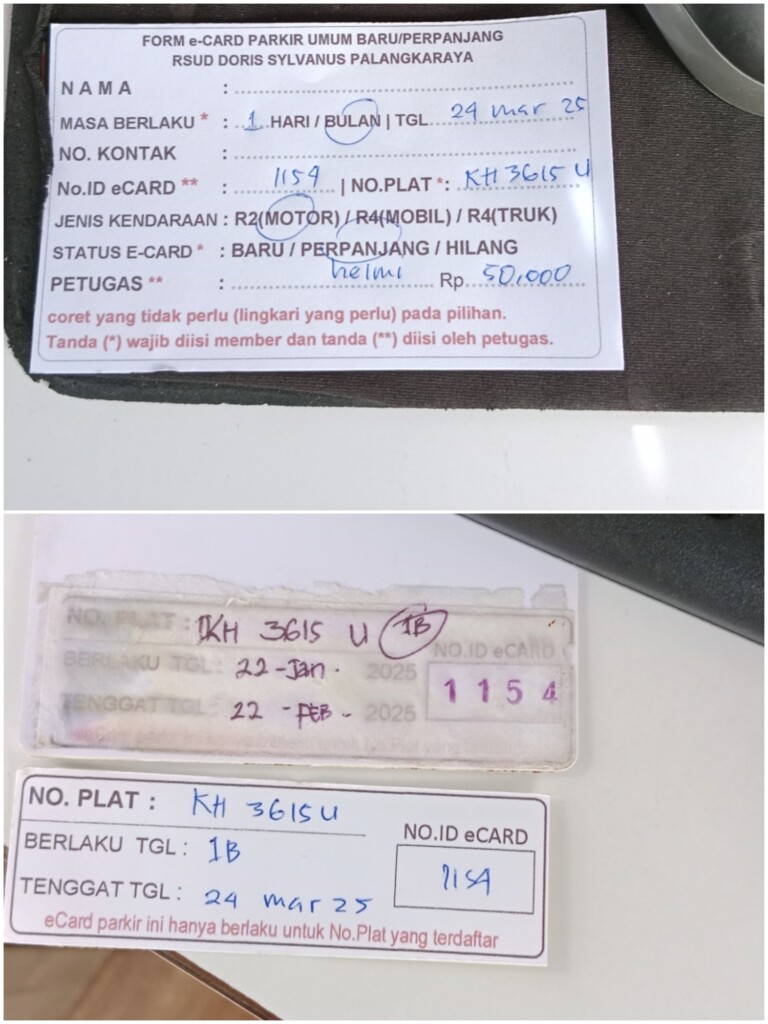 FORM e-CARD PARKIR UMUM BARU/PERPANJANG
RSUD DORIS SYLVANUS PALANGKARAYA
NAMA :
MASA BERLAKU * : 1 HARI / BULAN | TGL 24 mar 25
NO. KONTAK :
No.ID eCARD ** : 1154 | NO.PLAT *: KH 3615 U
JENIS KENDARAAN : R2(MOTOR) / R4(MOBIL) / R4(TRUK)
STATUS E-CARD * : BARU / PERPANJANG / HILANG
PETUGAS ** : helmi Rp. 50.000
coret yang tidak perlu (lingkari yang perlu) pada pilihan.
Tanda (*) wajib diisi member dan tanda (**) diisi oleh petugas.
NO. PLAT : KH 3615 U 1B
NO.ID eCARD
BERLAKU TGL : 22 -Jan - 2025
1154
TENGGAT TGL : 22 - FEB - 2025
No.Plat yang
NO. PLAT : KH 3615 U
NO.ID eCARD
BERLAKU TGL : 1B
1154
TENGGAT TGL : 24 mar 25
eCard parkir ini hanya berlaku untuk No.Plat yang terdaftar